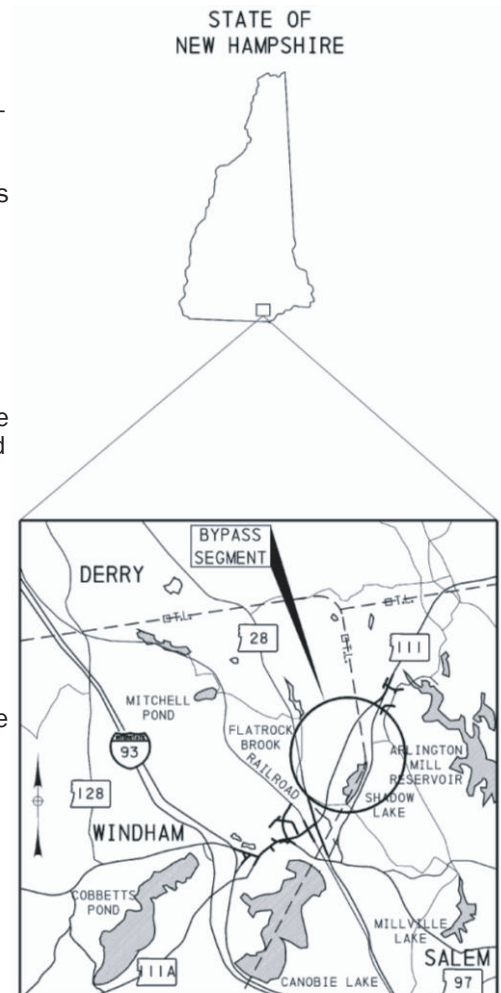 STATE OF
NEW HAMPSHIRE
s
e
d
e
BYPASS
SEGMENT
DERRY
T.L.
T.L.
T.L.
28
111
MITCHELL
POND
FLATROCK
BROOK
93
RAILROAD
ARLINGTON
MILL
RESERVOIR
128
SHADOW
LAKE
WINDHAM
COBBETTS
POND
MILLVILLE
LAKE
SALEM
111A
CANOBIE LAKE
97